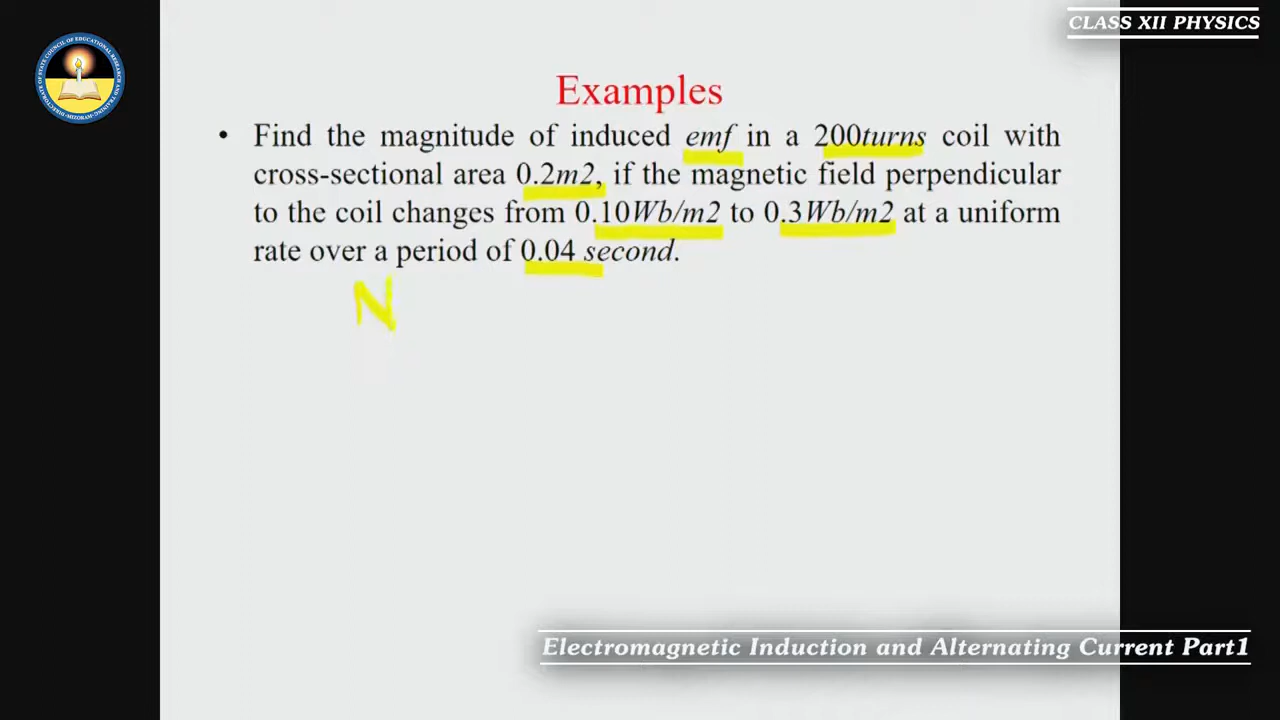 CLASS XII PHYSICS
Examples
• Find the magnitude of induced emf in a 200turns coil with
cross-sectional area 0.2m2, if the magnetic field perpendicular
to the coil changes from 0.10Wb/m2 to 0.3Wb/m2 at a uniform
rate over a period of 0.04 second.
N
Electromagnetic Induction and Alternating Current Part1